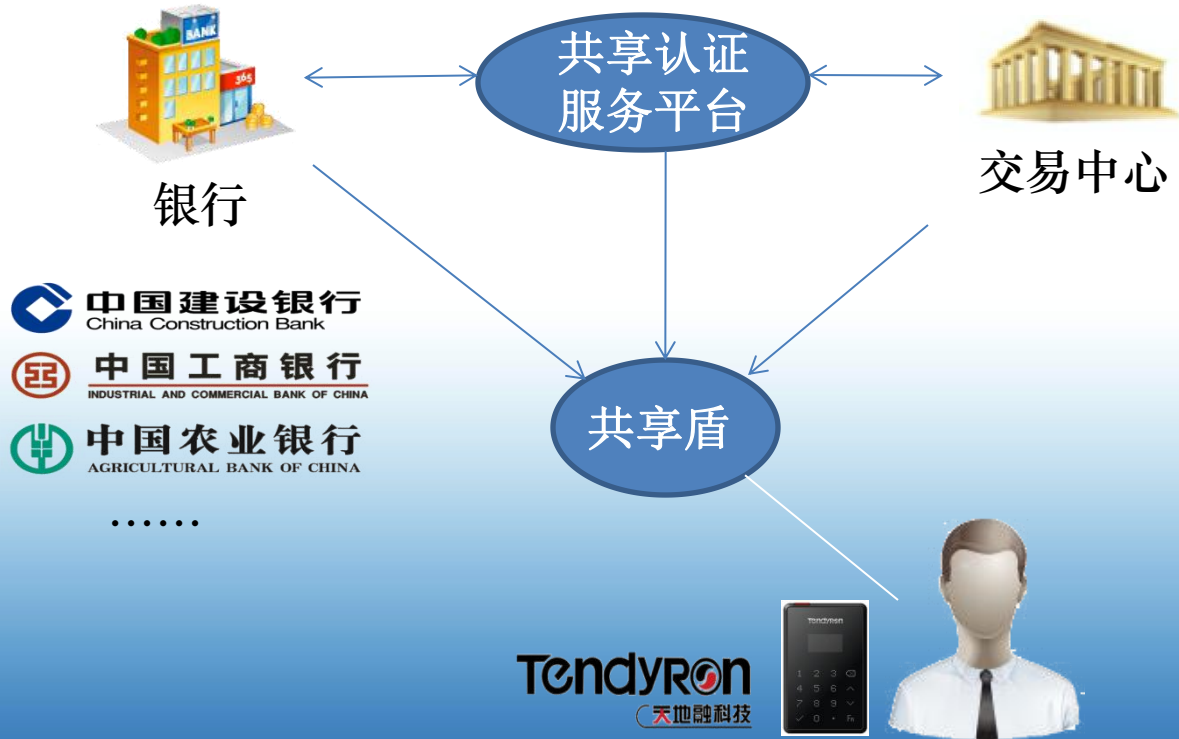 BANK
365
共享认证
服务平台
银行
交易中心
中国建设银行
China Construction Bank
中国工商银行
INDUSTRIAL AND COMMERCIAL BANK OF CHINA
中国农业银行
AGRICULTURAL BANK OF CHINA
......
共享盾
Tendyron
天地融科技
Tendyron
1 2 3
4 5 6
7 8 9
0 · Fn